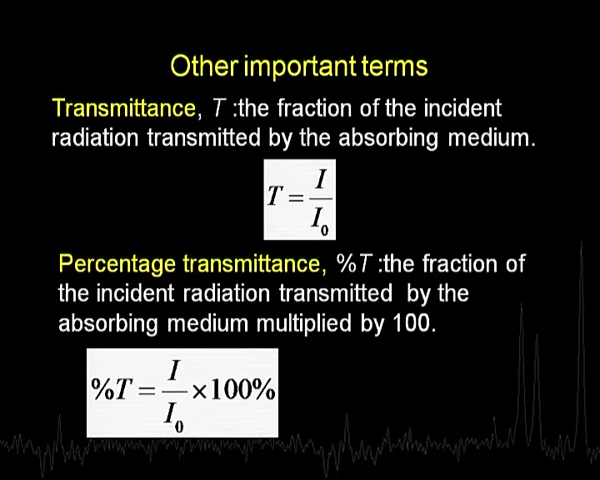 Other important terms
Transmittance, T :the fraction of the incident
radiation transmitted by the absorbing medium.
T = I / I₀
Percentage transmittance, %T :the fraction of
the incident radiation transmitted by the
absorbing medium multiplied by 100.
%T = I / I₀ ×100%